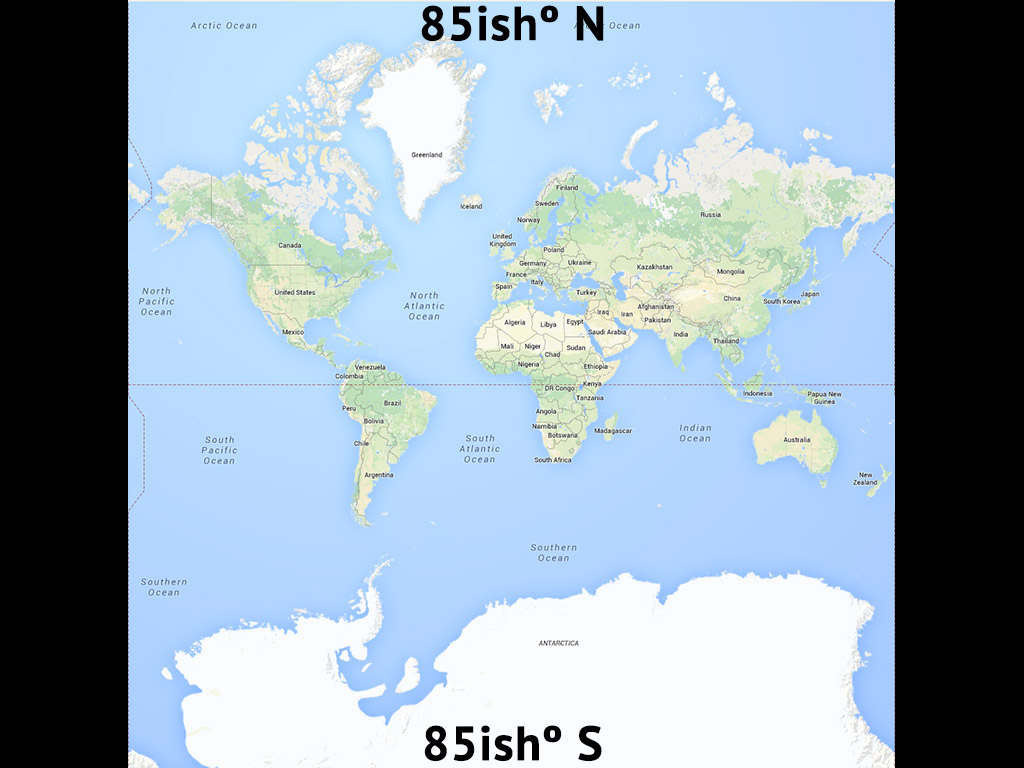 85ish° N
Arctic Ocean
Arctic Ocean
Greenland
Iceland
Finland
Sweden
Norway
Russia
United
Kingdom
Canada
Poland
Germany
Ukraine
France
Kazakhstan
Mongolia
Italy
Spain
Turkey
United States
North
Pacific
Ocean
North
Atlantic
Ocean
China
South Korea
Japan
Afghanistan
Iraq
Iran
Pakistan
Algeria
Libya
Egypt
Saudi Arabia
India
Mexico
Mali
Niger
Chad
Sudan
Thailand
Nigeria
Ethiopia
Venezuela
Colombia
Kenya
DR Congo
Tanzania
Indonesia
Papua New
Guinea
Brazil
Peru
Angola
Bolivia
Namibia
Botswana
Madagascar
Indian
Ocean
Australia
South
Pacific
Ocean
South
Atlantic
Ocean
Chile
South Africa
Argentina
New
Zealand
Southern
Ocean
Southern
Ocean
ANTARCTICA
85ish° S